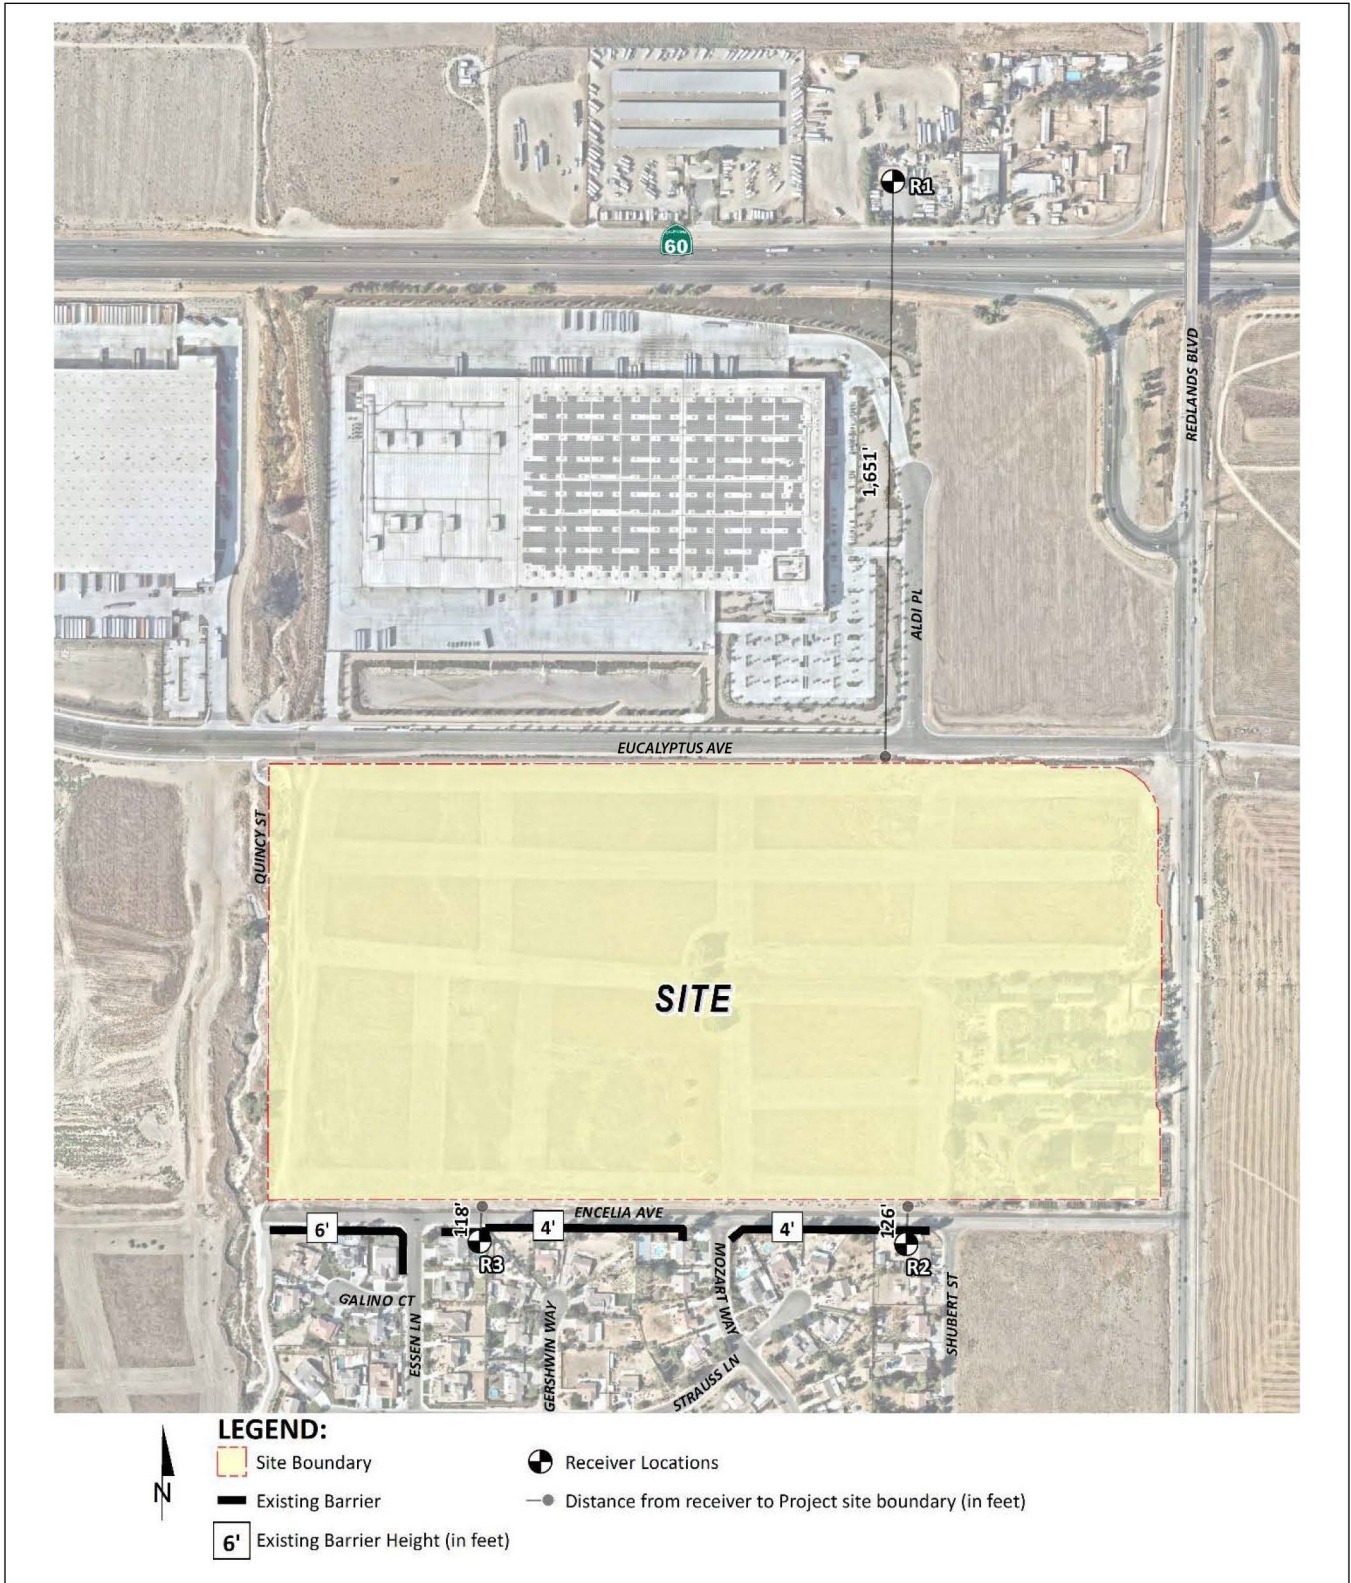 R1
CALIFORNIA
60
REDLANDS BLVD
1,651'
ALDI PL
EUCALYPTUS AVE
QUINCY ST
SITE
118'
ENCELIA AVE
126'
6'
4'
4'
R3
R2
GALINO CT
ESSEN LN
GERSHWIN WAY
MOZART WAY
STRAUSS LN
SHUBERT ST
LEGEND:
N
Site Boundary
Receiver Locations
Existing Barrier
Distance from receiver to Project site boundary (in feet)
6' Existing Barrier Height (in feet)